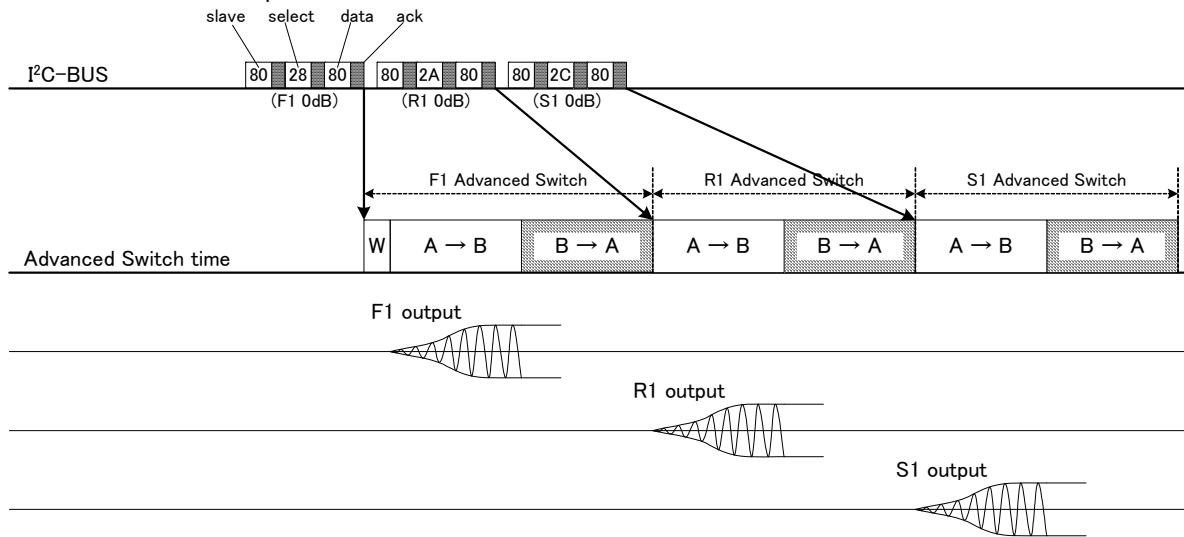 slave select data ack
I²C-BUS
80 28 80 80 2A 80 80 2C 80
(F1 0dB) (R1 0dB) (S1 0dB)
F1 Advanced Switch R1 Advanced Switch S1 Advanced Switch
W A → B B → A A → B B → A A → B B → A
Advanced Switch time
F1 output
R1 output
S1 output